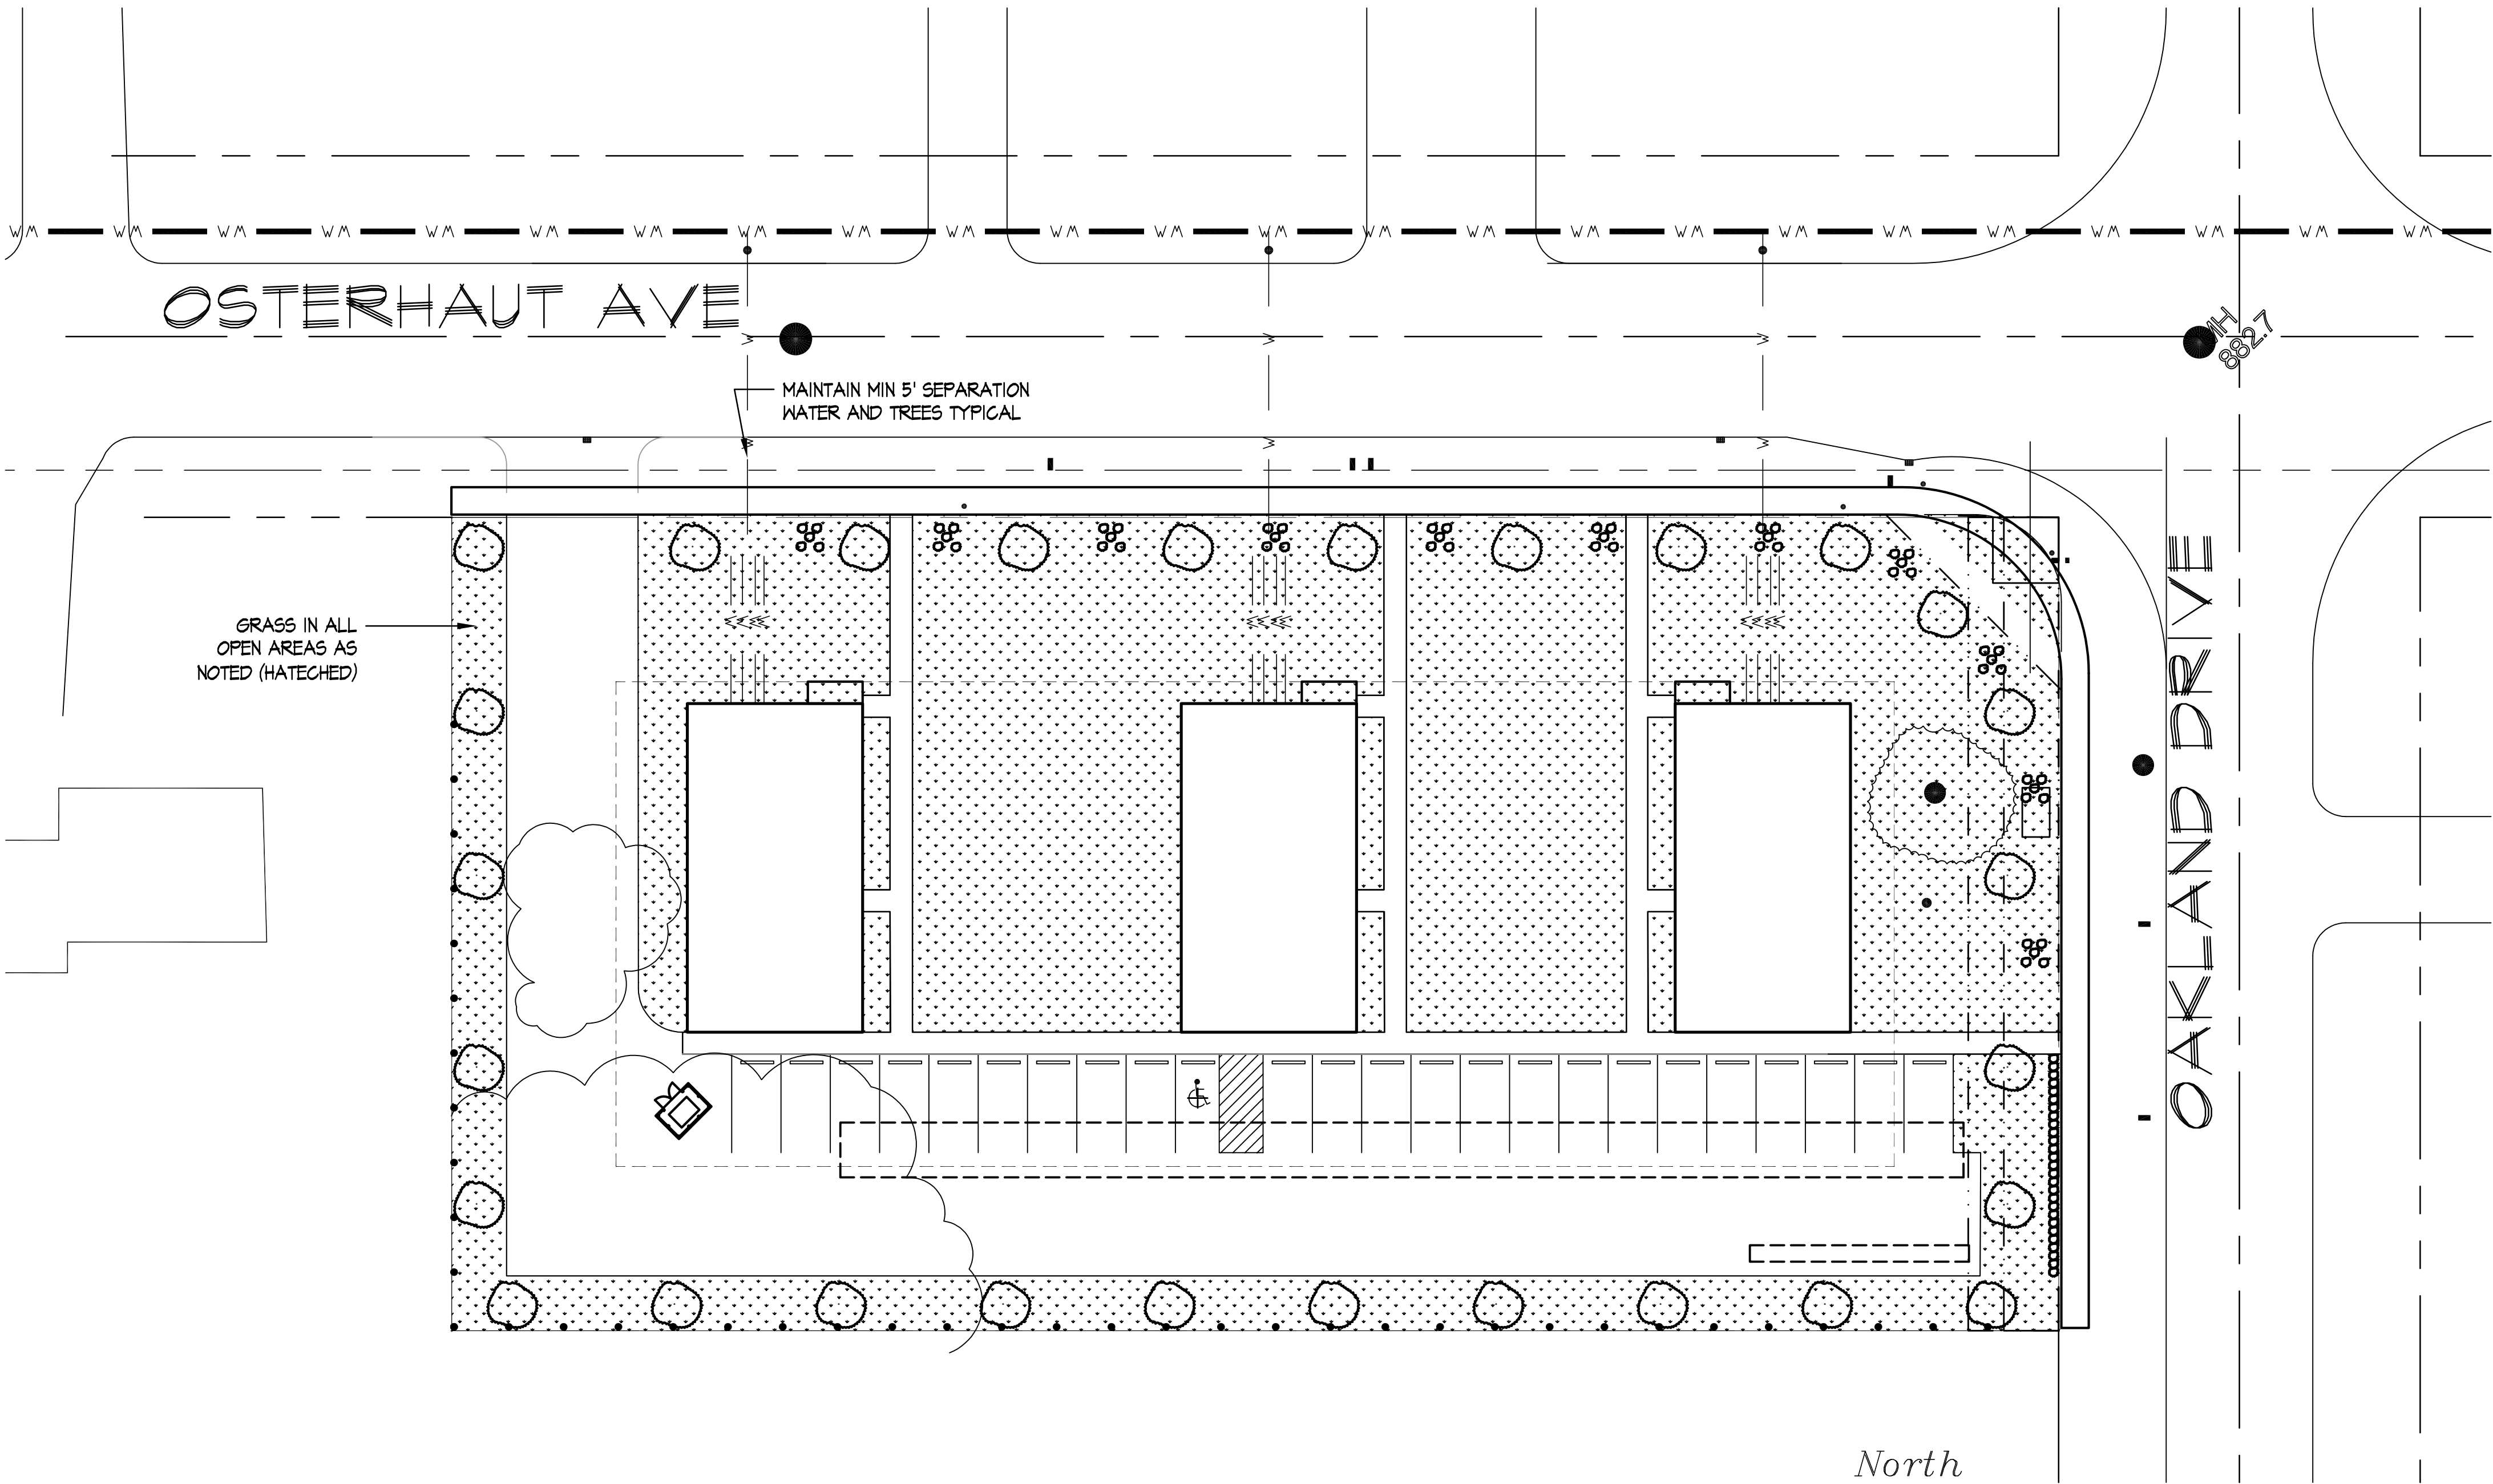 OSTERHAUT AVE
MH
882.7
MAINTAIN MIN 5' SEPARATION
WATER AND TREES TYPICAL
GRASS IN ALL
OPEN AREAS AS
NOTED (HATECHED)
OAKLAND DRIVE
North